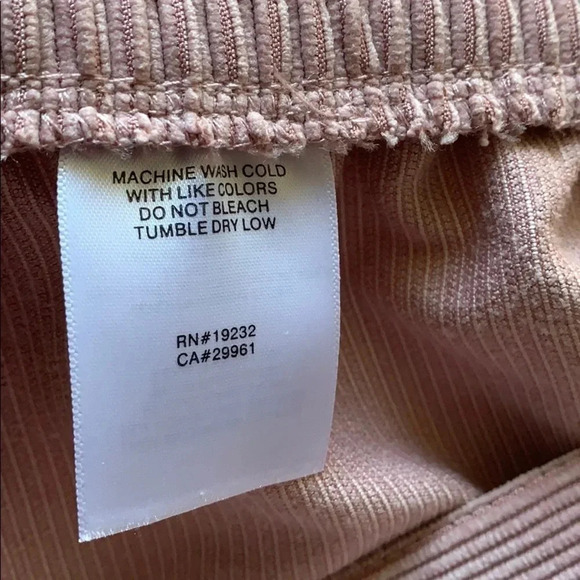 MACHINE WASH COLD
WITH LIKE COLORS
DO NOT BLEACH
TUMBLE DRY LOW
RN#19232
CA#29961